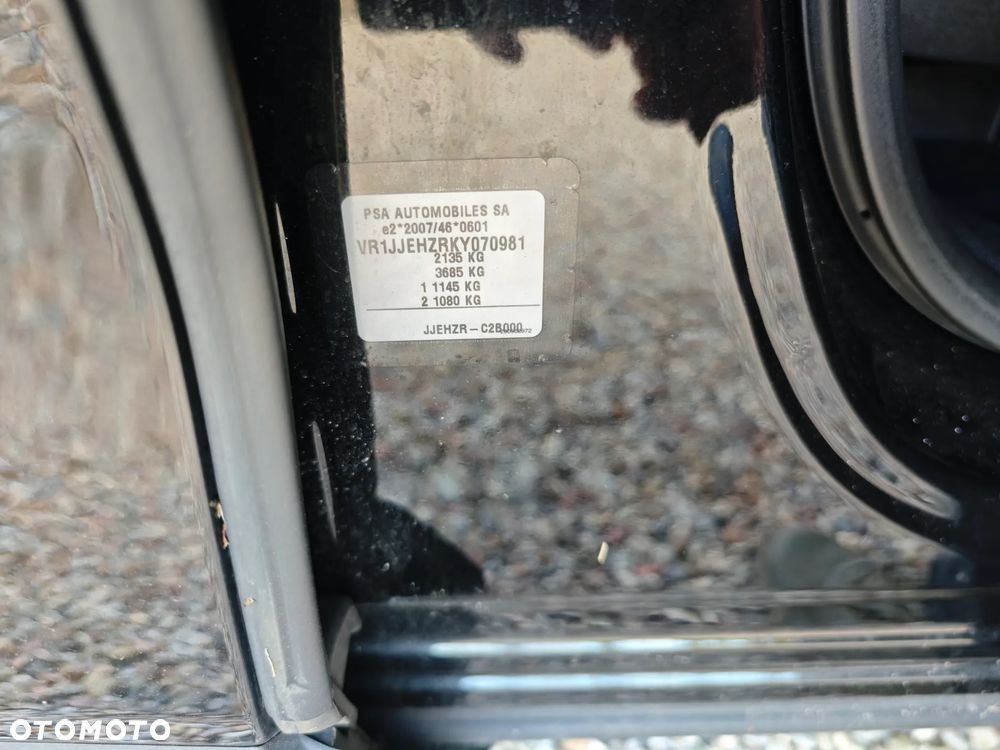 PSA AUTOMOBILES SA
e2*2007/46*0601
VR1JJEHZRKY070981
2135 KG
3685 KG
1 1145 KG
2 1080 KG
JJEHZR - C2B000
OTOMOTO